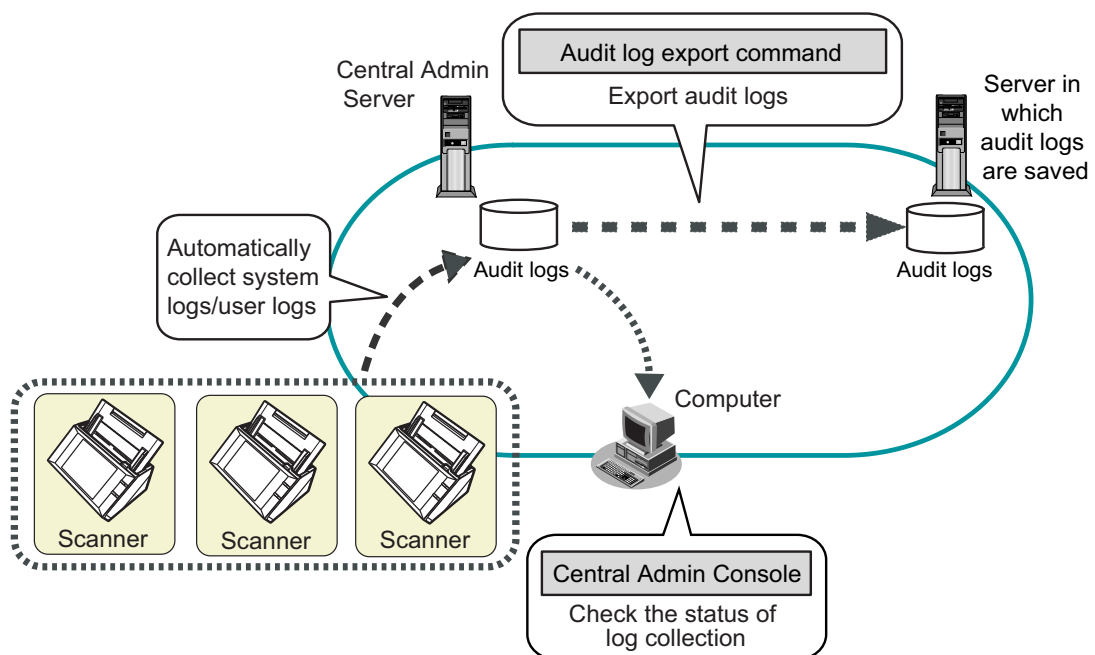 Audit log export command
Export audit logs
Central Admin
Server
Server in
which
audit logs
are saved
Automatically
collect system
logs/user logs
Audit logs
Audit logs
Computer
Scanner
Scanner
Scanner
Central Admin Console
Check the status of
log collection